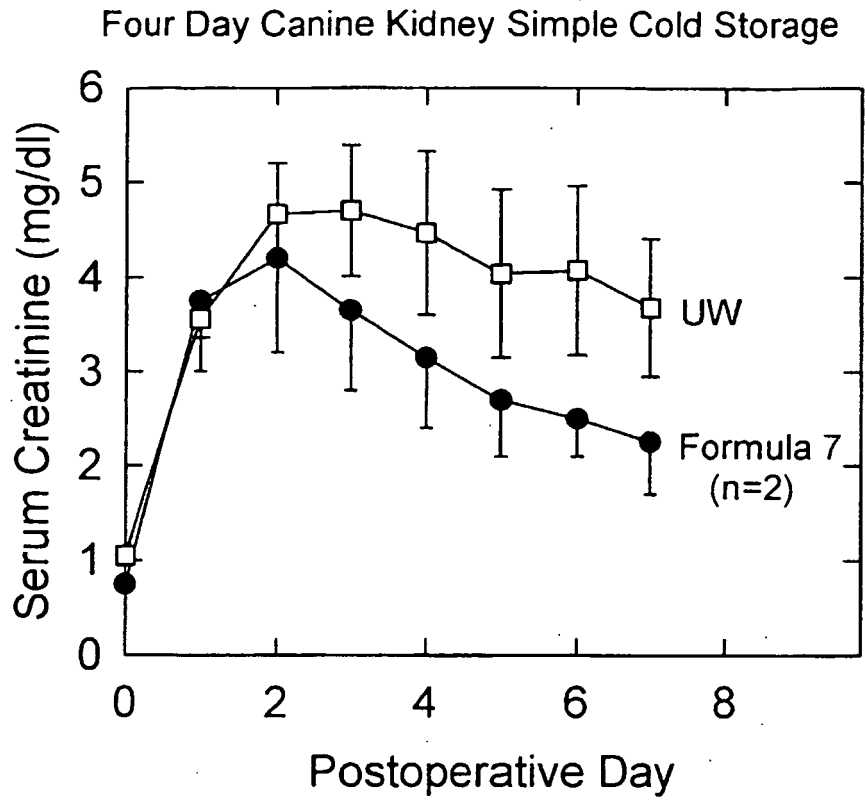 Four Day Canine Kidney Simple Cold Storage
6
5
4
3
2
1
0
Serum Creatinine (mg/dl)
UW
Formula 7
(n=2)
0 2 4 6 8
Postoperative Day